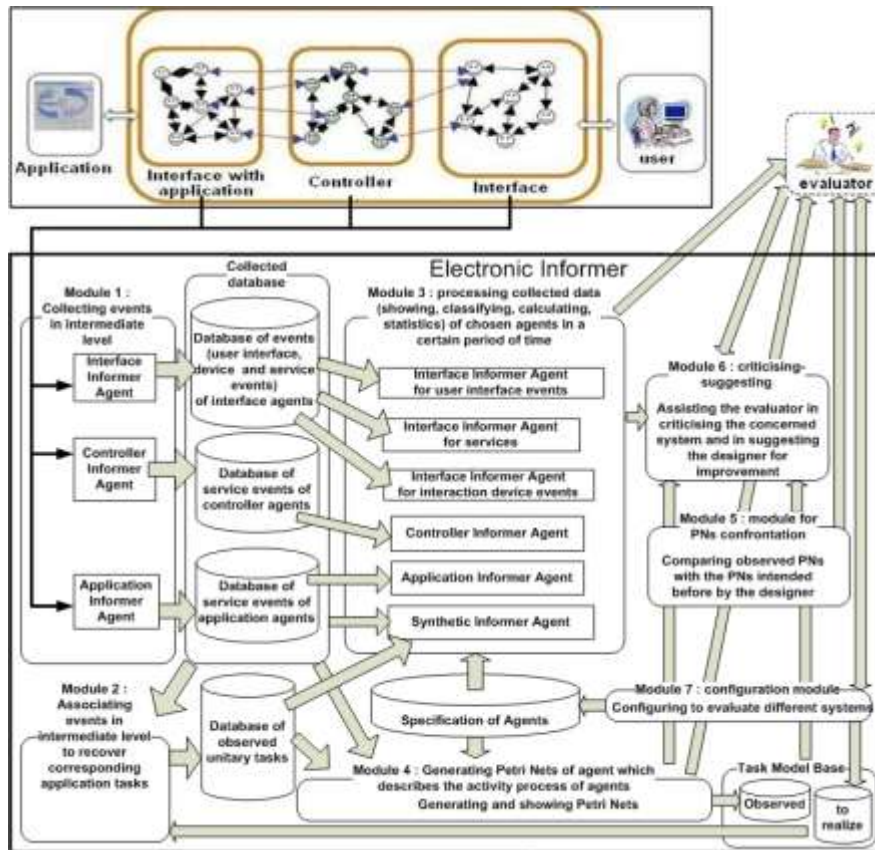 Application
Interface with
application
Controller
Interface
user
evaluator
Electronic Informer
Module 1 :
Collecting events
in intermediate
level
Interface
Informer
Agent
Controller
Informer
Agent
Application
Informer
Agent
Collected
database
Database of events
(user interface,
device and service
events)
of interface agents
Database of
service events of
controller agents
Database of
service events of
application agents
Module 3 : processing collected data
(showing, classifying, calculating,
statistics) of chosen agents in a
certain period of time
Interface Informer Agent
for user interface events
Interface Informer Agent
for services
Interface Informer Agent
for interaction device events
Controller Informer Agent
Application Informer Agent
Synthetic Informer Agent
Module 6 : criticising-
suggesting
Assisting the evaluator in
criticising the concerned
system and in suggesting
the designer for
improvement
Module 5 : module for
PNs confrontation
Comparing observed PNs
with the PNs intended
before by the designer
Module 2 :
Associating
events in
intermediate level
to recover
corresponding
application tasks
Database of
observed
unitary tasks
Specification of Agents
Module 7 : configuration module
Configuring to evaluate different systems
Module 4 : Generating Petri Nets of agent which
describes the activity process of agents
Generating and showing Petri Nets
Task Model Base
Observed
to
realize